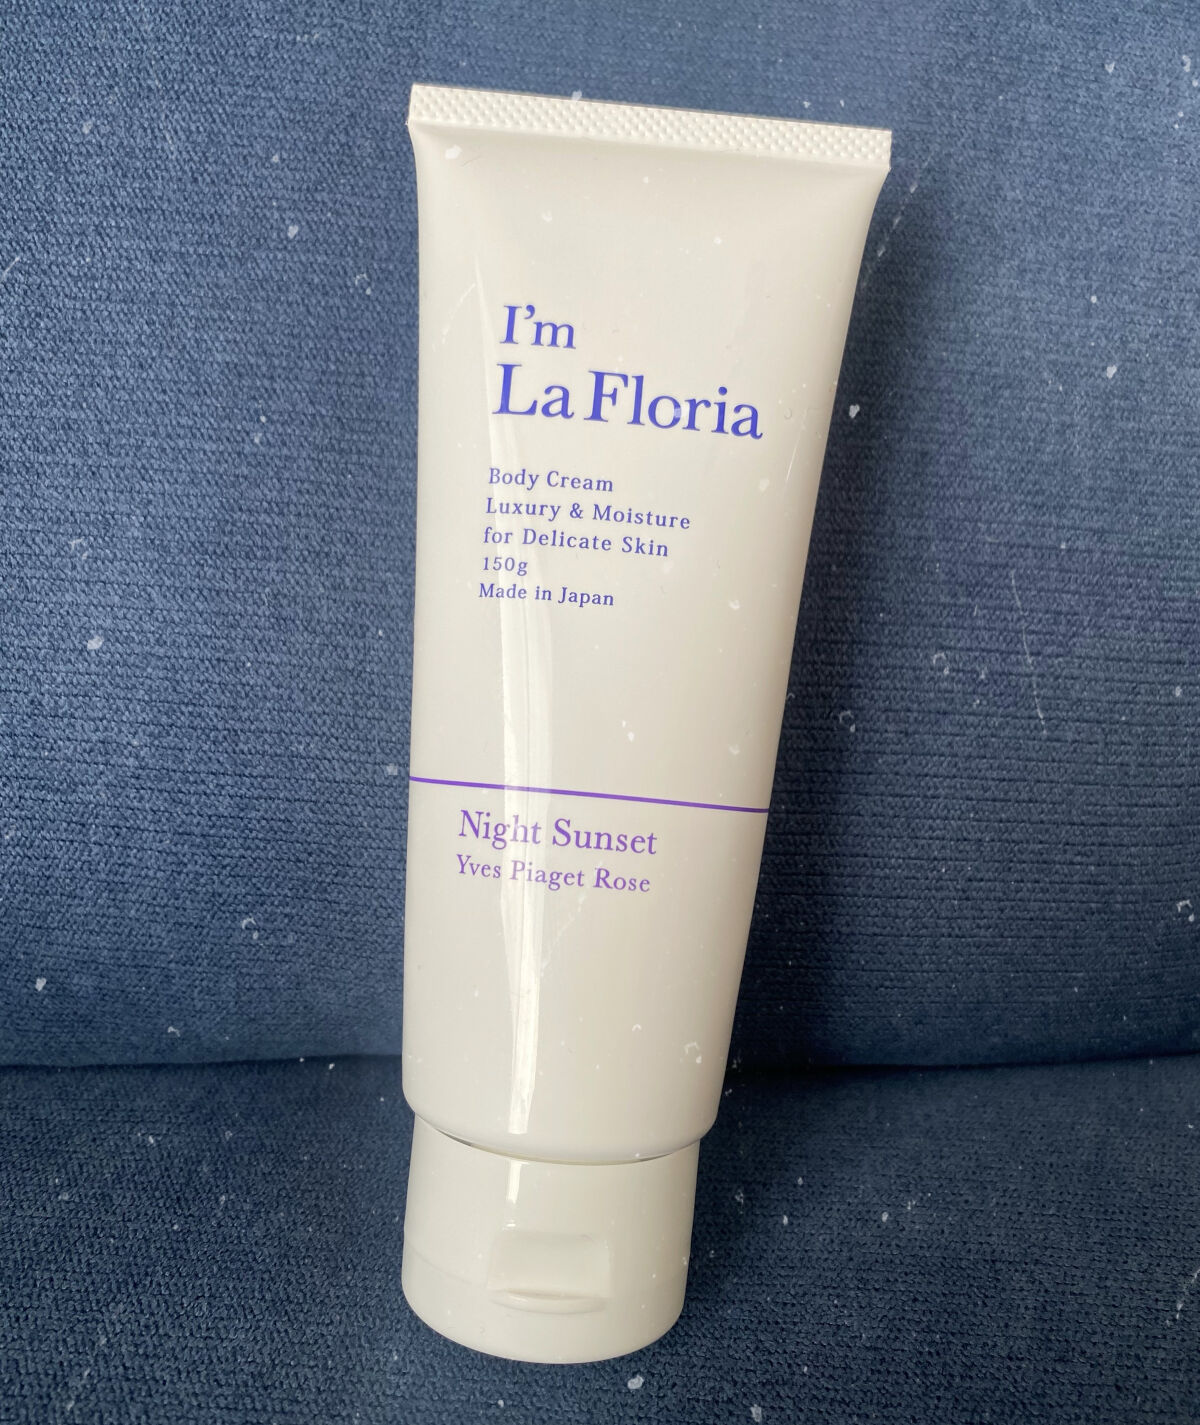 I'm
La Floria
Body Cream
Luxury & Moisture
for Delicate Skin
150g
Made in Japan
Night Sunset
Yves Piaget Rose